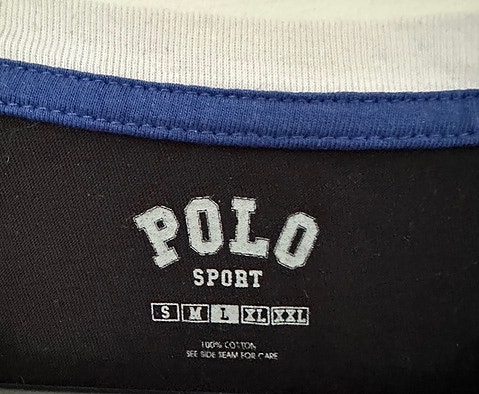 POLO
SPORT
S M L XL XXL
100% COTTON
SEE SIDE SEAM FOR CARE